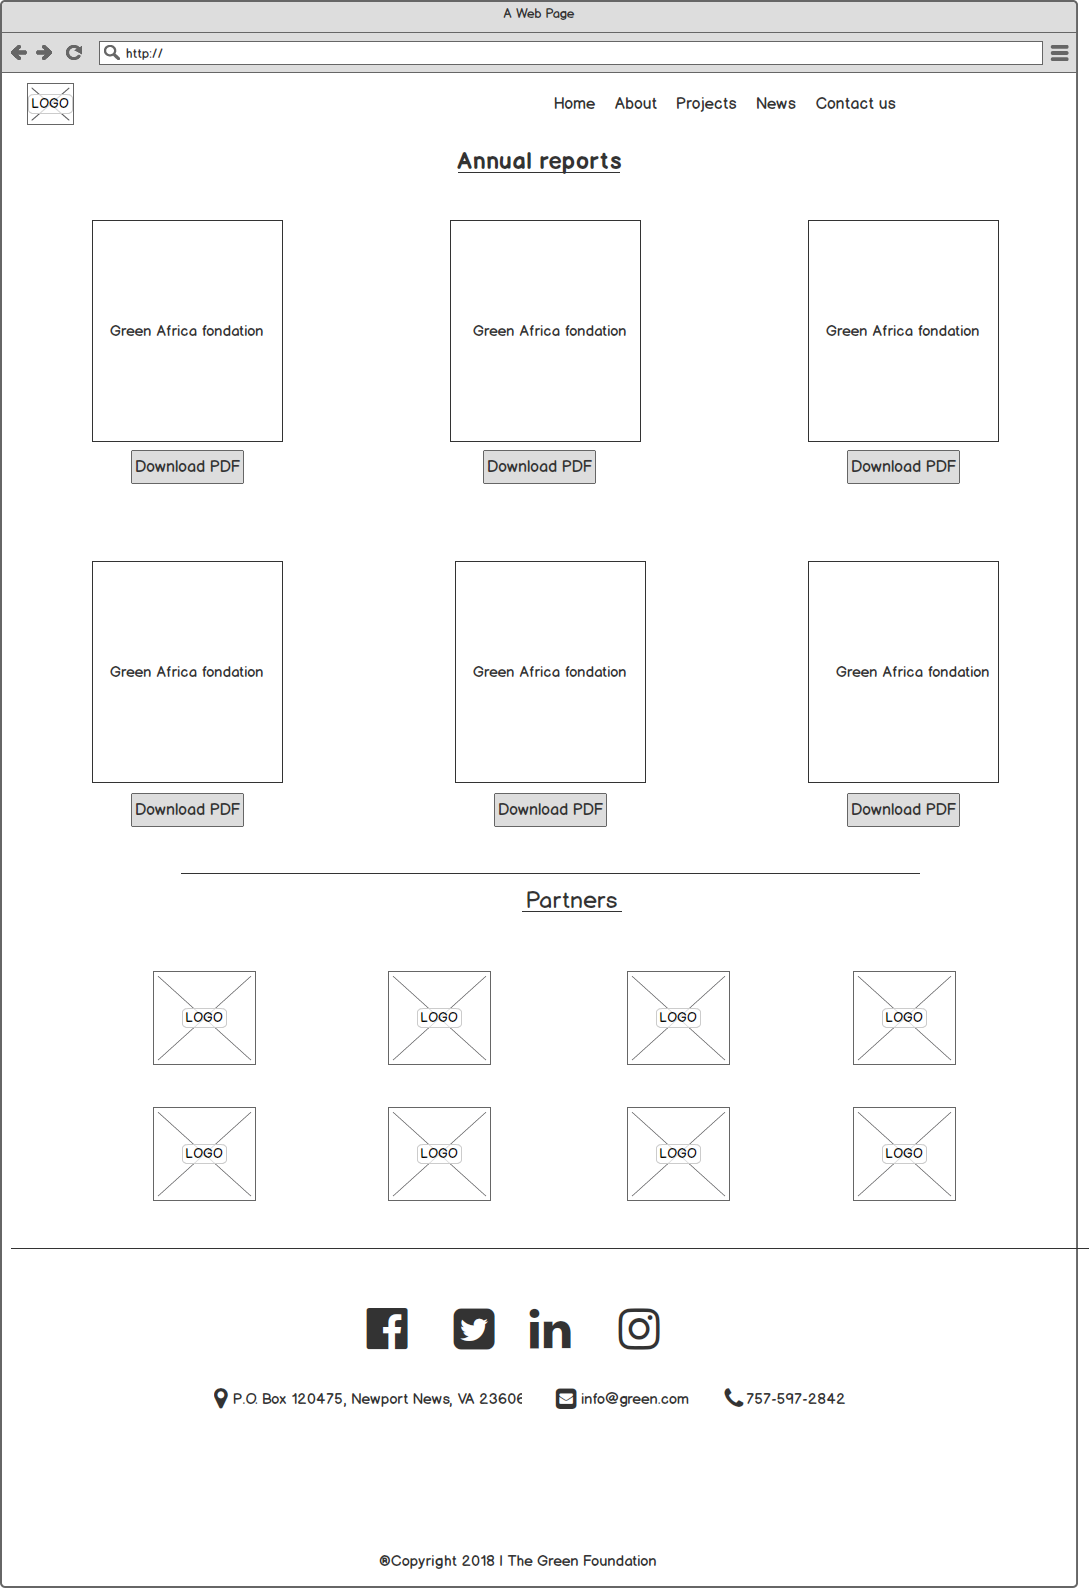 A Web Page
http://
LOGO
Home About Projects News Contact us
Annual reports
Green Africa fondation Green Africa fondation Green Africa fondation
Download PDF Download PDF Download PDF
Green Africa fondation Green Africa fondation Green Africa fondation
Download PDF Download PDF Download PDF
Partners
LOGO LOGO LOGO LOGO
LOGO LOGO LOGO LOGO
P.O. Box 120475, Newport News, VA 23606 info@green.com 757-597-2842
®Copyright 2018 | The Green Foundation